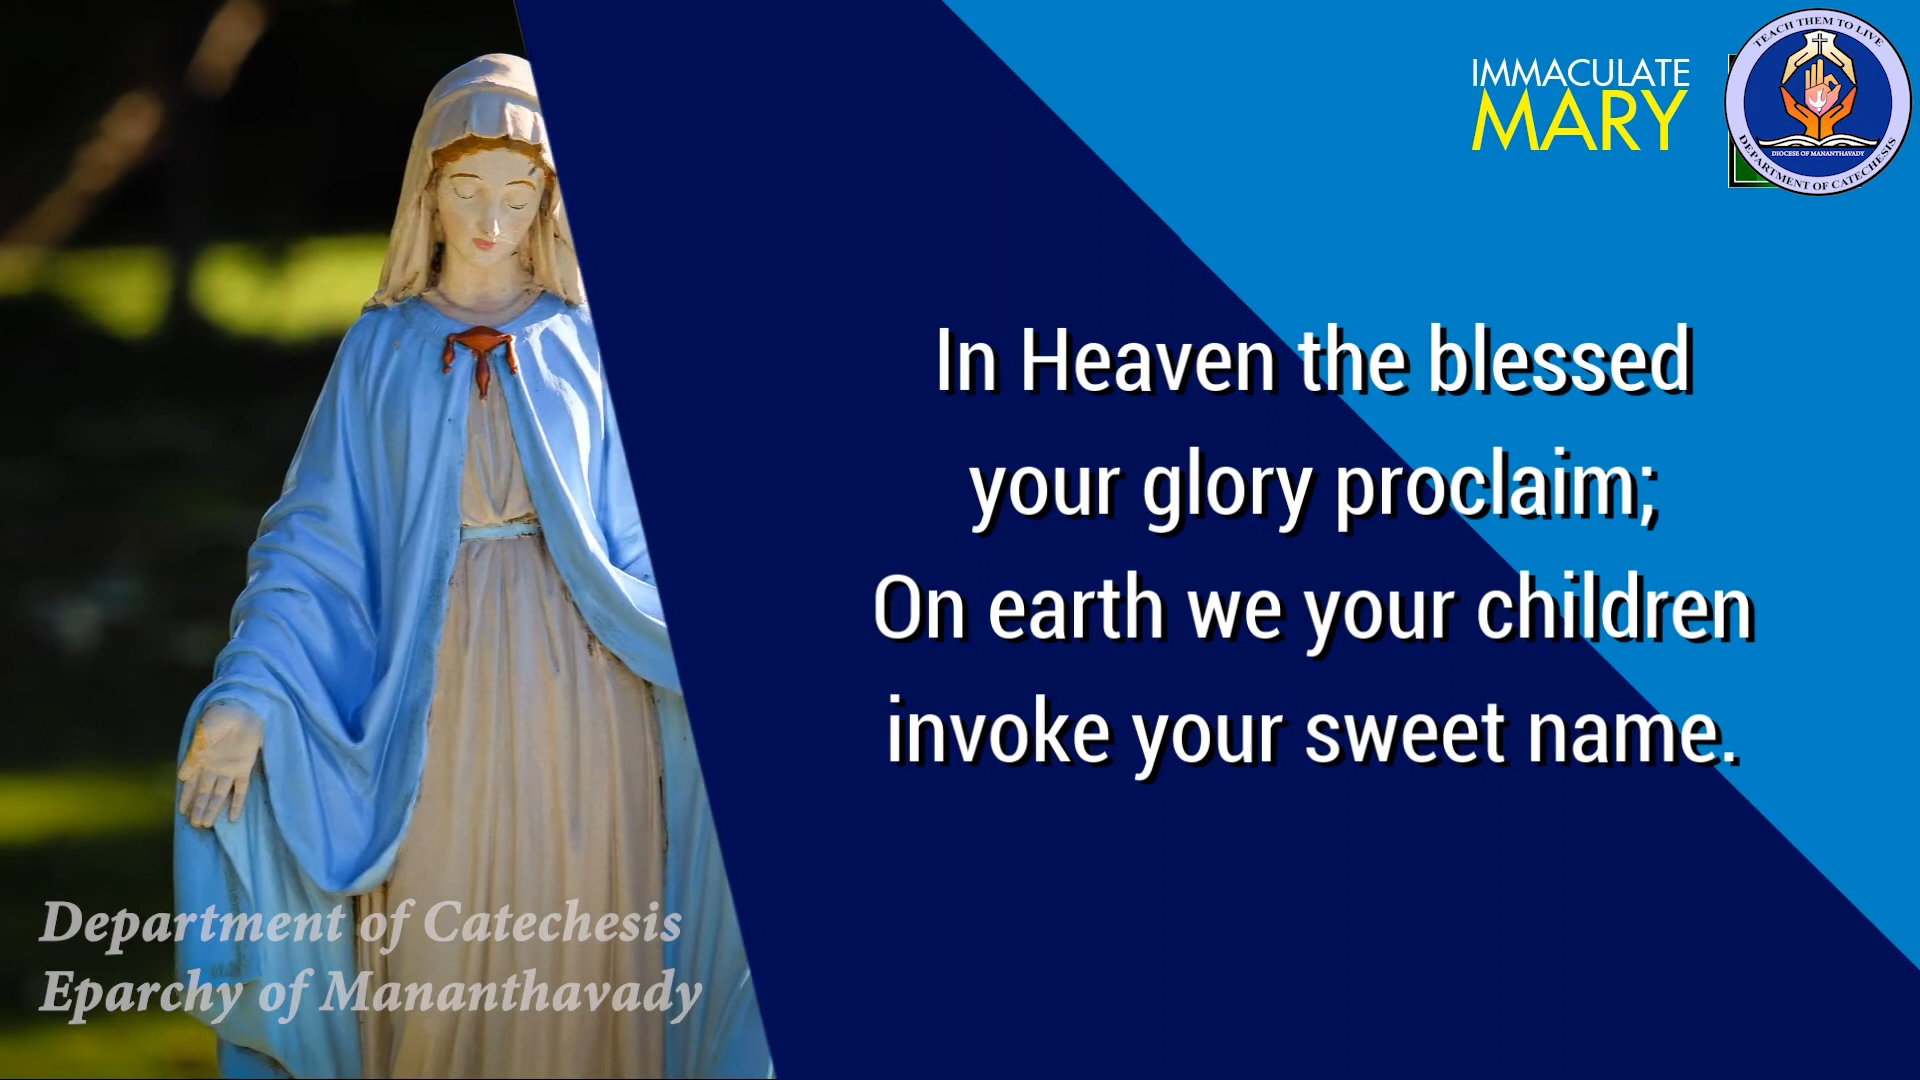 IMMACULATE
MARY
TEACH THEM TO LIVE
DIOCESE OF MANANTHAVADY
DEPARTMENT OF CATECHESIS
In Heaven the blessed
your glory proclaim;
On earth we your children
invoke your sweet name.
Department of Catechesis
Eparchy of Mananthavady